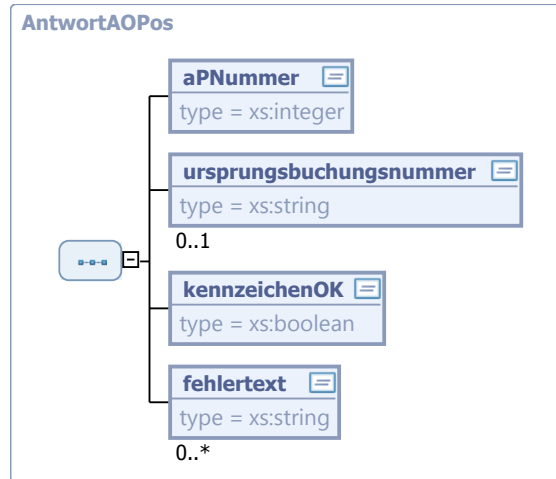 AntwortAOPos
aPNummer
type = xs:integer
ursprungsbuchungsnummer
type = xs:string
0..1
kennzeichenOK
type = xs:boolean
fehlertext
type = xs:string
0..*